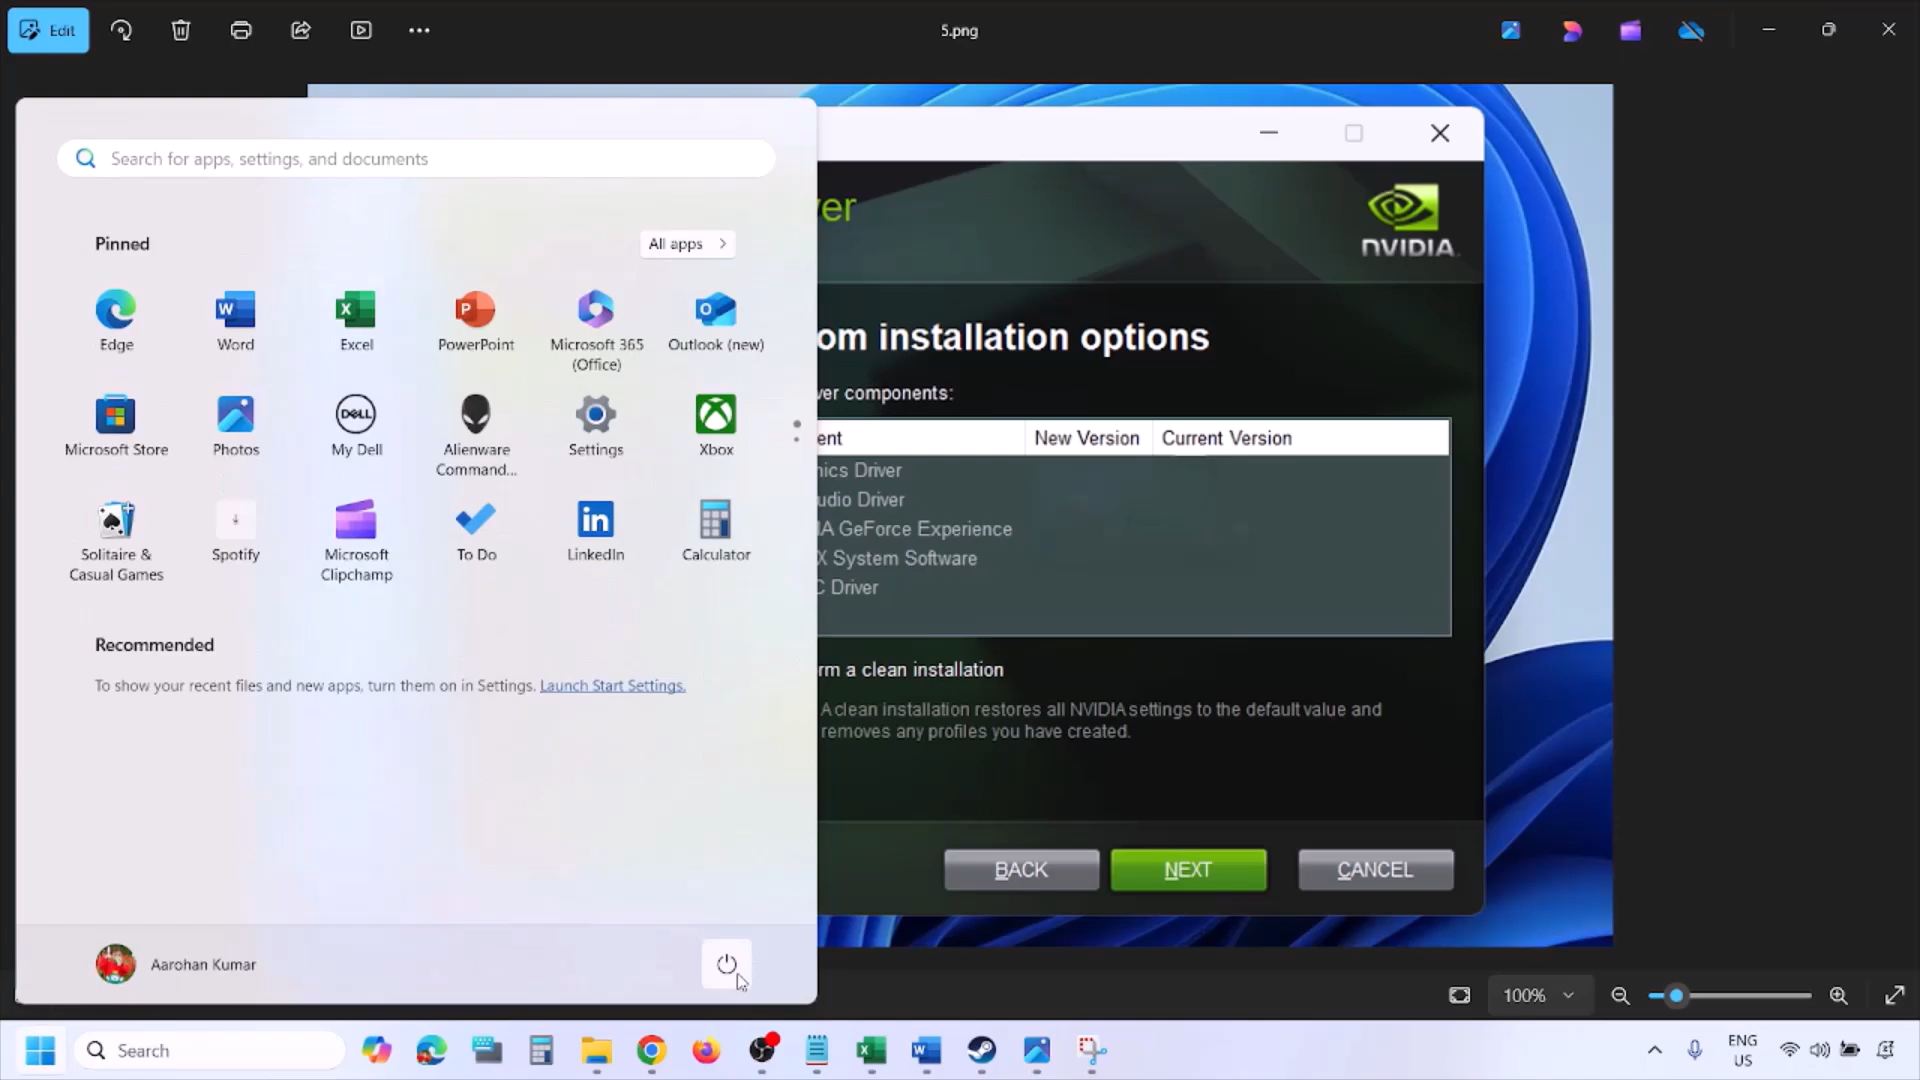 Edit
5.png
Search for apps, settings, and documents
Pinned
All apps
Edge
Word
Excel
PowerPoint
Microsoft 365
(Office)
Outlook (new)
Microsoft Store
Photos
DELL
My Dell
Alienware
Command...
Settings
Xbox
Solitaire &
Casual Games
Spotify
Microsoft
Clipchamp
To Do
LinkedIn
Calculator
Recommended
To show your recent files and new apps, turn them on in Settings. Launch Start Settings.
Aarohan Kumar
ver
NVIDIA
om installation options
ver components:
ent
New Version
Current Version
hics Driver
udio Driver
IA GeForce Experience
X System Software
C Driver
rm a clean installation
A clean installation restores all NVIDIA settings to the default value and
removes any profiles you have created.
BACK
NEXT
CANCEL
100%
Search
ENG
US